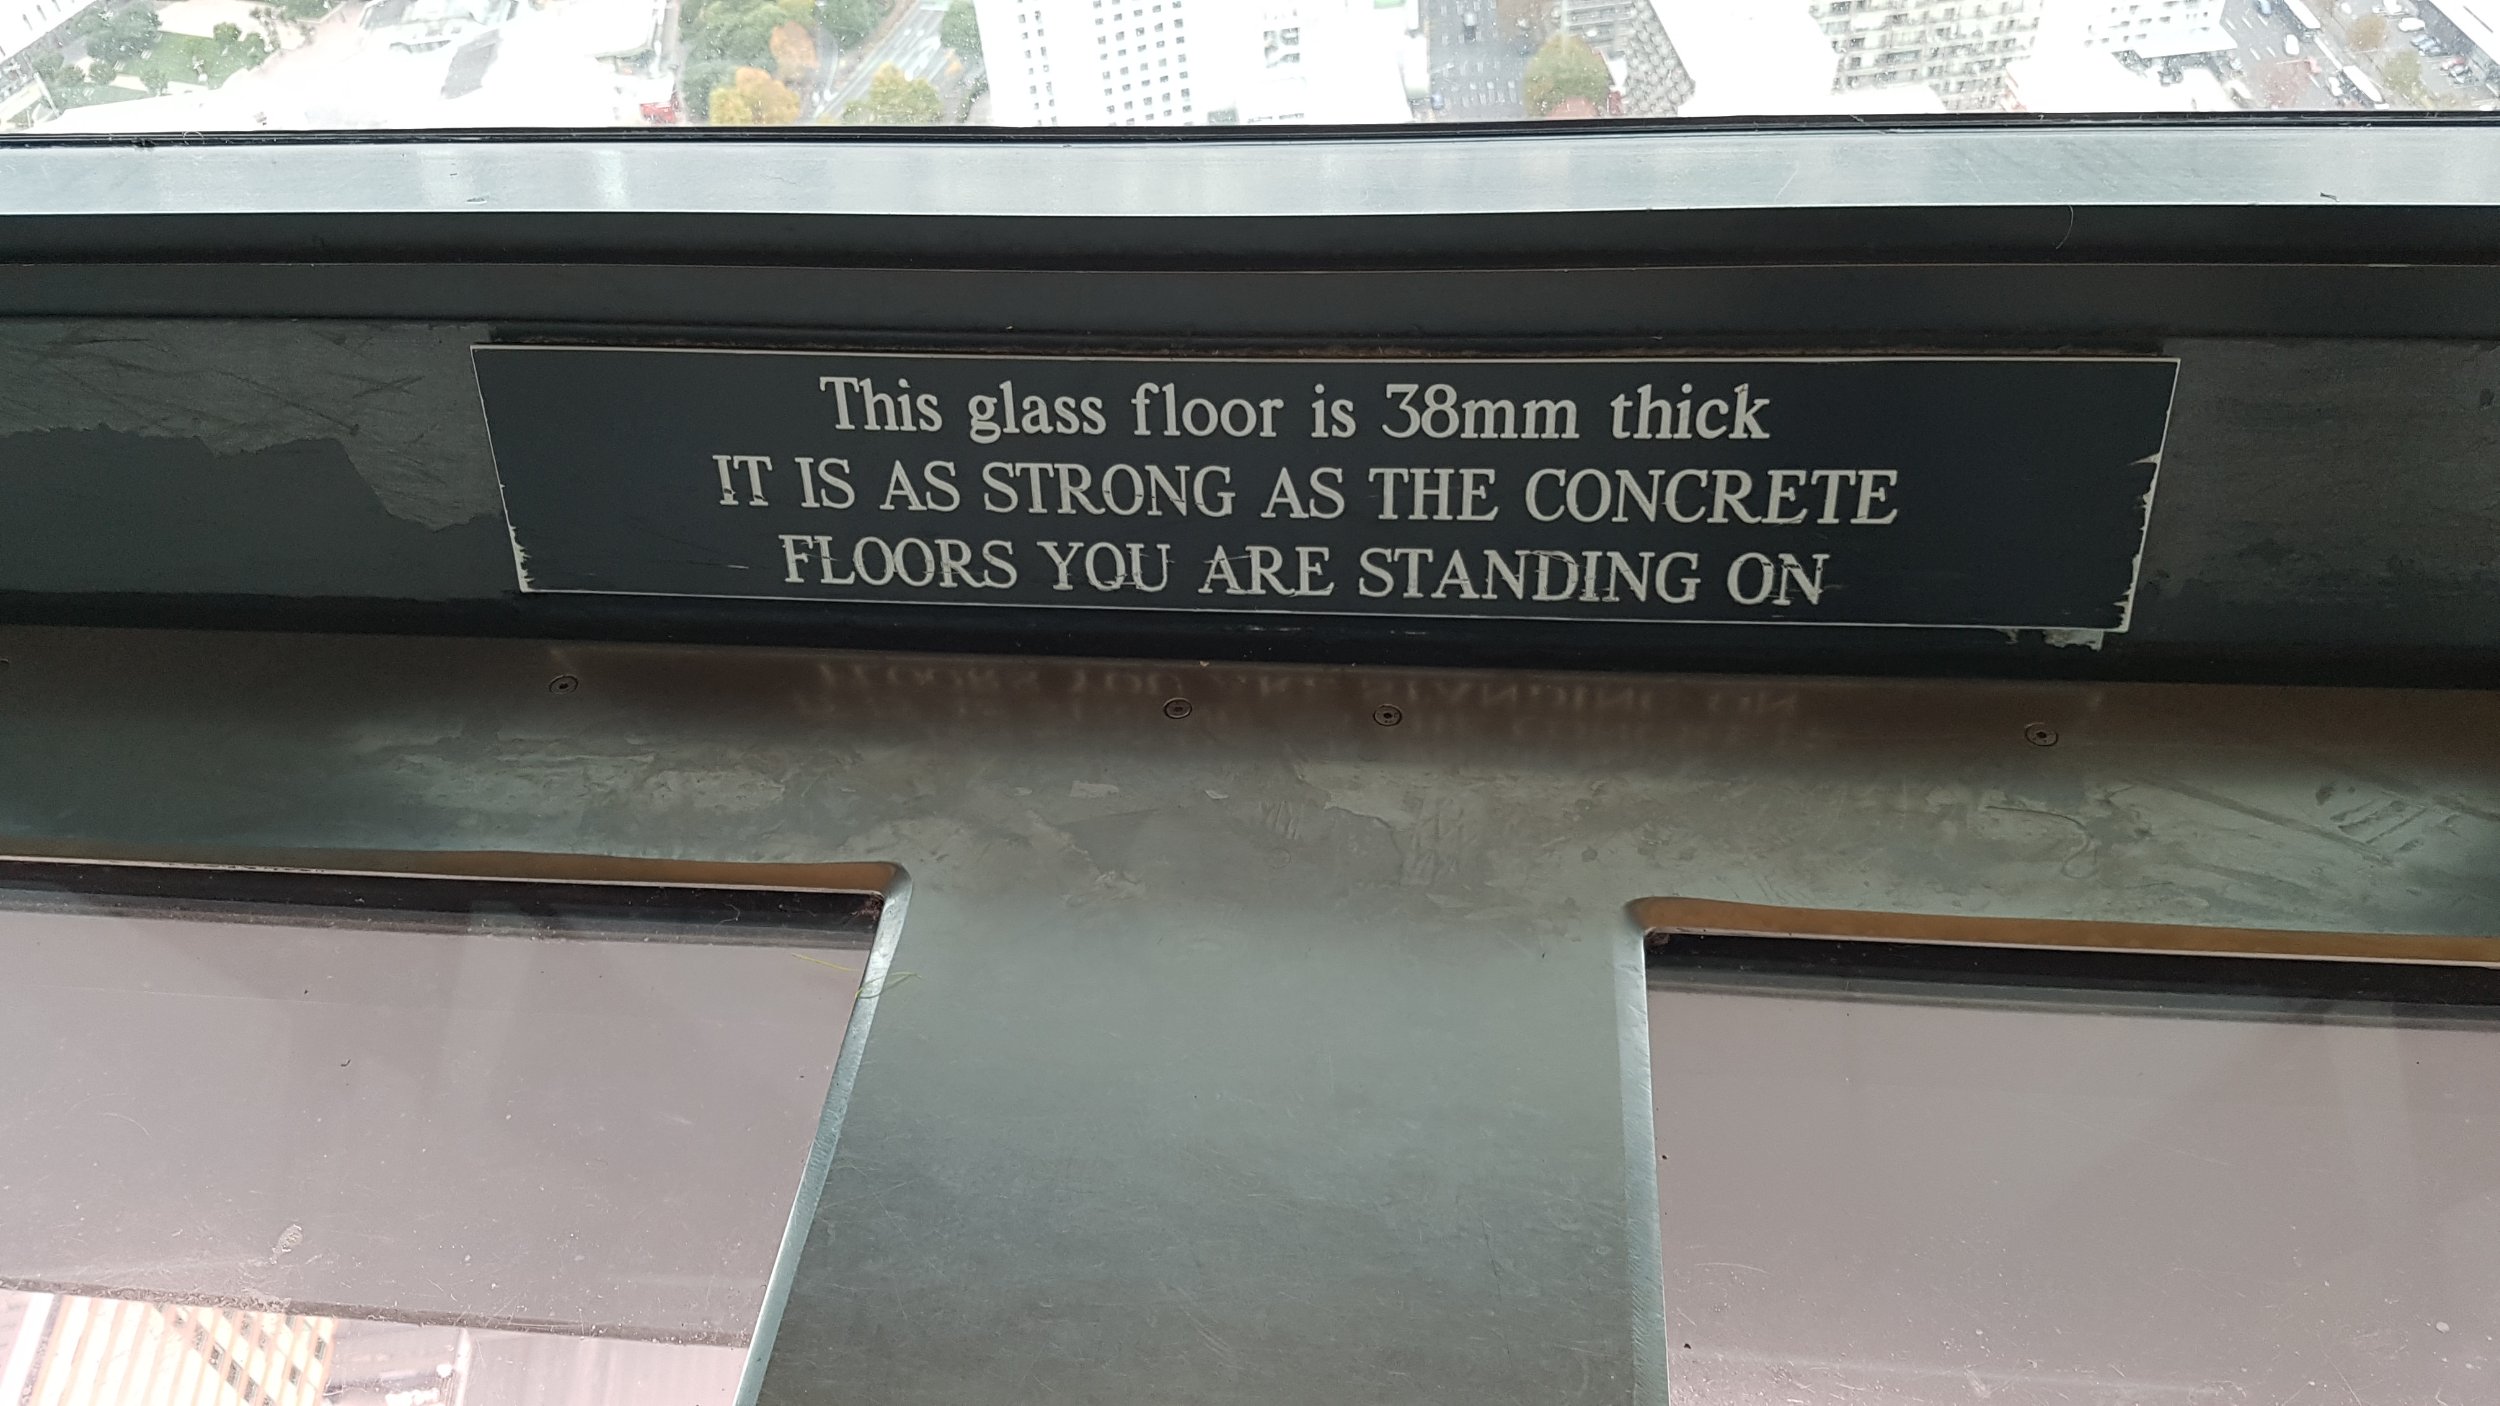 This glass floor is 38mm thick
IT IS AS STRONG AS THE CONCRETE
FLOORS YOU ARE STANDING ON